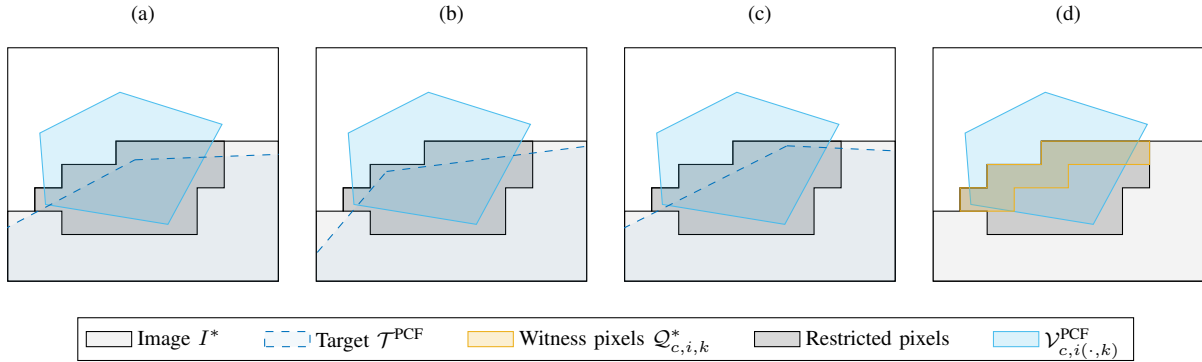 (a) (b) (c) (d)
Image I* Target 𝒯^PCF Witness pixels 𝒬*_{c,i,k} Restricted pixels 𝒱^PCF_{c,i(·,k)}